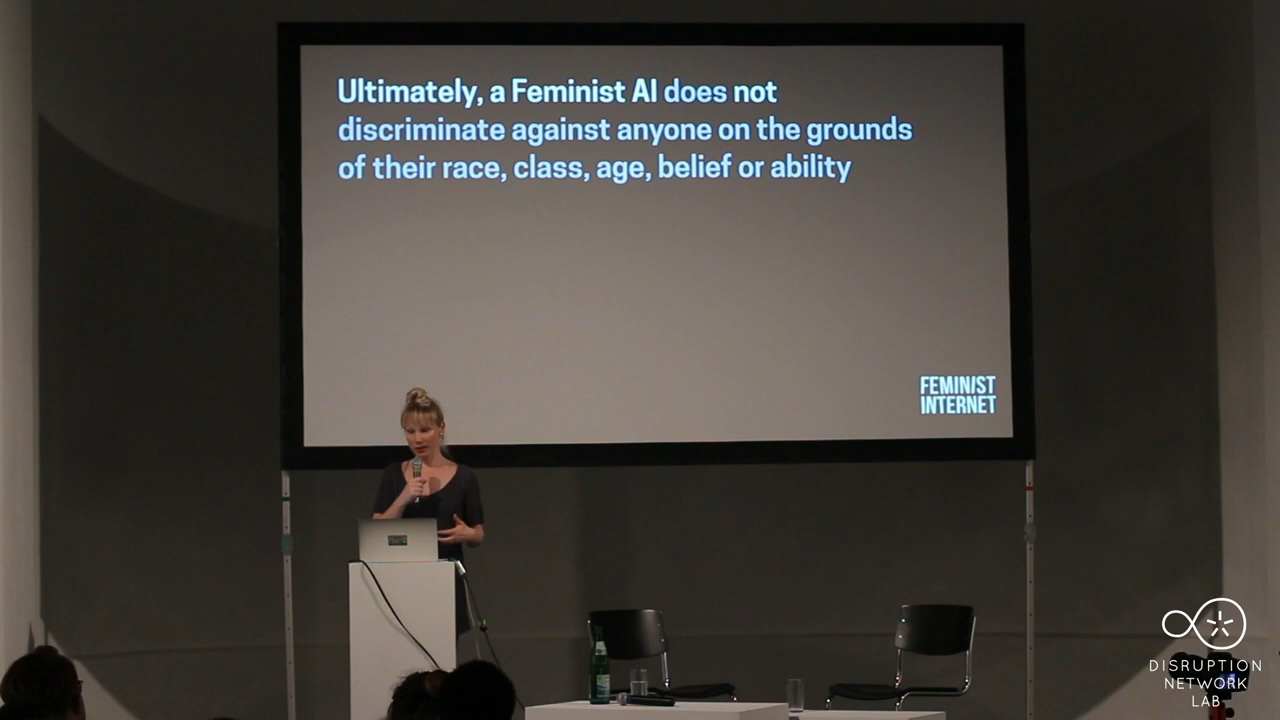 Ultimately, a Feminist AI does not
discriminate against anyone on the grounds
of their race, class, age, belief or ability
FEMINIST
INTERNET
DISRUPTION
NETWORK
LAB